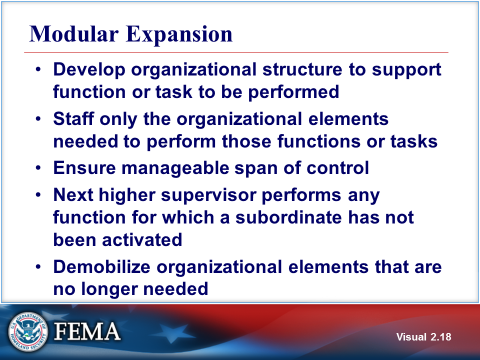 Modular Expansion
• Develop organizational structure to support
function or task to be performed
• Staff only the organizational elements
needed to perform those functions or tasks
• Ensure manageable span of control
• Next higher supervisor performs any
function for which a subordinate has not
been activated
• Demobilize organizational elements that are
no longer needed
FEMA
Visual 2.18